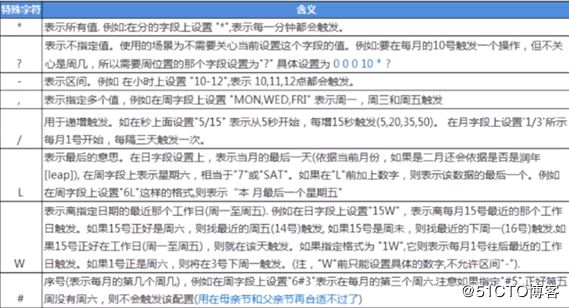 特殊字符 含义
* 表示所有值. 例如:在分的字段上设置 "*",表示每一分钟都会触发。
表示不指定值。使用的场景为不需要关心当前设置这个字段的值。例如:要在每月的10号触发一个操作，但不关
? 心是周几，所以需要周位置的那个字段设置为"?" 具体设置为 0 0 0 10 * ?
- 表示区间。例如 在小时上设置 "10-12",表示 10,11,12点都会触发。
, 表示指定多个值，例如在周字段上设置 "MON,WED,FRI" 表示周一，周三和周五触发
用于递增触发。如在秒上面设置"5/15" 表示从5秒开始，每增15秒触发(5,20,35,50)。 在月字段上设置'1/3'所示
/ 每月1号开始，每隔三天触发一次。
表示最后的意思。在日字段设置上，表示当月的最后一天(依据当前月份，如果是二月还会依据是否是润年
[leap]), 在周字段上表示星期六，相当于"7"或"SAT"。如果在"L"前加上数字，则表示该数据的最后一个。例如
L 在周字段上设置"6L"这样的格式,则表示“本 月最后一个星期五"
表示离指定日期的最近那个工作日(周一至周五). 例如在日字段上设置"15W"，表示离每月15号最近的那个工作
日触发。如果15号正好是周六，则找最近的周五(14号)触发, 如果15号是周未，则找最近的下周一(16号)触发.如
果15号正好在工作日(周一至周五)，则就在该天触发。如果指定格式为 "1W",它则表示每月1号往后最近的工作
W 日触发。如果1号正是周六，则将在3号下周一触发。(注，"W"前只能设置具体的数字,不允许区间"-").
序号(表示每月的第几个周几)，例如在周字段上设置"6#3"表示在每月的第三个周六.注意如果指定"#5",正好第五
# 周没有周六，则不会触发该配置(用在母亲节和父亲节再合适不过了)
@51CTO博客